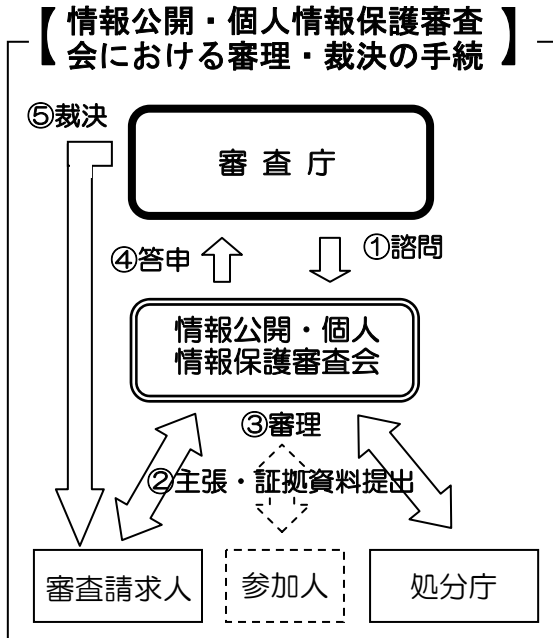 【情報公開・個人情報保護審査
会における審理・裁決の手続】
⑤裁決
審査庁
④答申
①諮問
情報公開・個人
情報保護審査会
③審理
②主張・証拠資料提出
審査請求人
参加人
処分庁